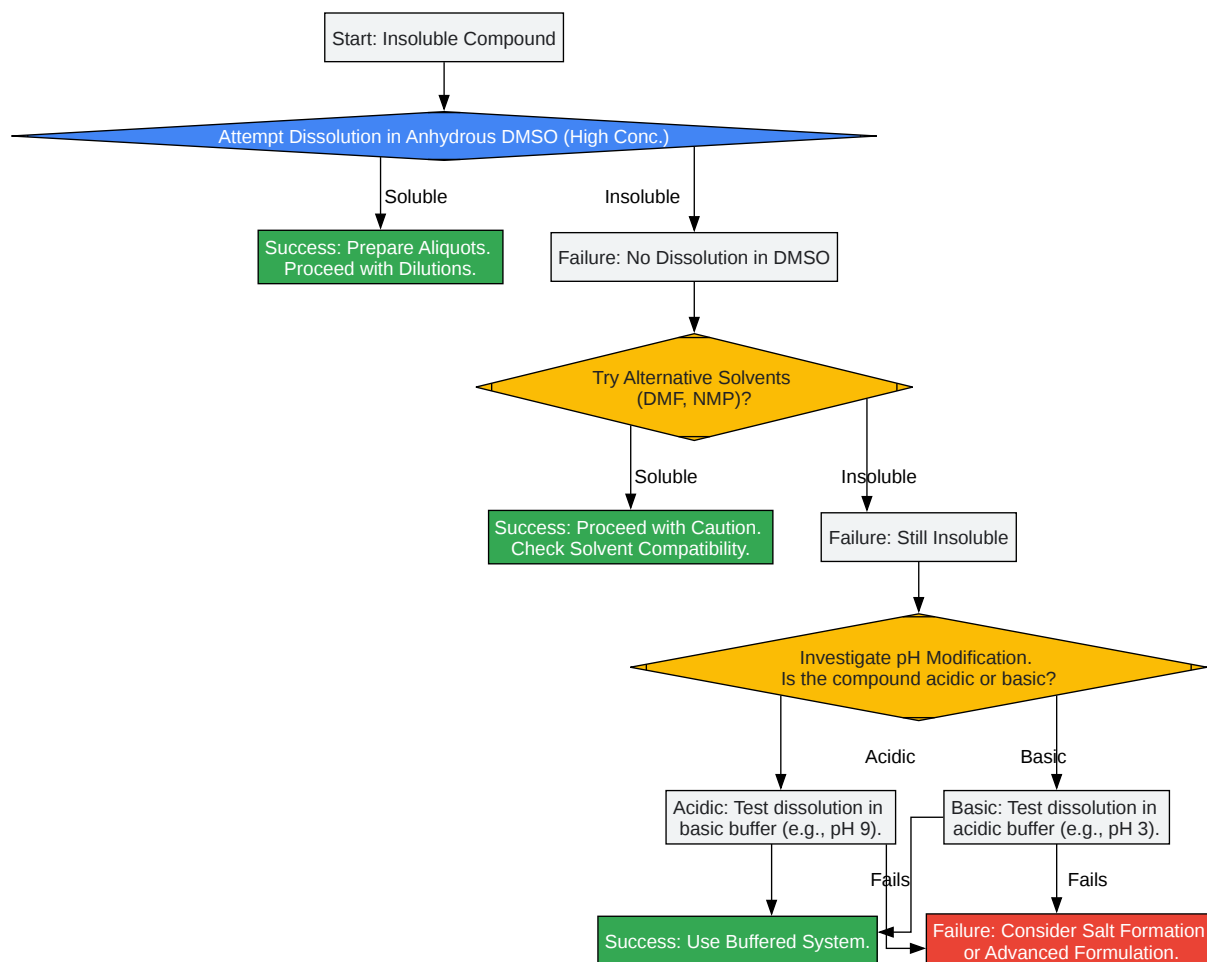 Start: Insoluble Compound
Attempt Dissolution in Anhydrous DMSO (High Conc.)
Soluble
Insoluble
Success: Prepare Aliquots.
Proceed with Dilutions.
Failure: No Dissolution in DMSO
Try Alternative Solvents
(DMF, NMP)?
Soluble
Insoluble
Success: Proceed with Caution.
Check Solvent Compatibility.
Failure: Still Insoluble
Investigate pH Modification.
Is the compound acidic or basic?
Acidic
Basic
Acidic: Test dissolution in
basic buffer (e.g., pH 9).
Basic: Test dissolution in
acidic buffer (e.g., pH 3).
Fails
Fails
Success: Use Buffered System.
Failure: Consider Salt Formation
or Advanced Formulation.